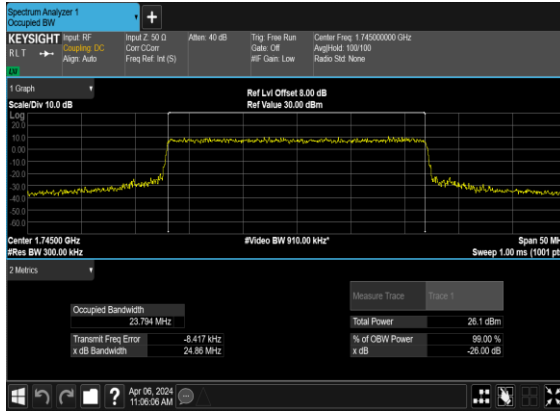 Spectrum Analyzer 1
Occupied BW
+
KEYSIGHT Input: RF Input Z: 50 Ω Atten: 40 dB Trig: Free Run Center Freq: 1.745000000 GHz
RLT Coupling: DC Corr CCorr Gate: Off Avg|Hold: 100/100
Align: Auto Freq Ref: Int (S) #IF Gain: Low Radio Std: None
LU
1 Graph
Ref Lvl Offset 8.00 dB
Scale/Div 10.0 dB Ref Value 30.00 dBm
Log
20.0
10.0
0.00
-10.0
-20.0
-30.0
-40.0
-50.0
-60.0
Center 1.74500 GHz #Video BW 910.00 kHz* Span 50 MH
#Res BW 300.00 kHz Sweep 1.00 ms (1001 pt
2 Metrics
Measure Trace Trace 1
Occupied Bandwidth
23.794 MHz
Total Power 26.1 dBm
Transmit Freq Error -8.417 kHz % of OBW Power 99.00 %
x dB Bandwidth 24.86 MHz x dB -26.00 dB
? Apr 06, 2024
11:06:06 AM